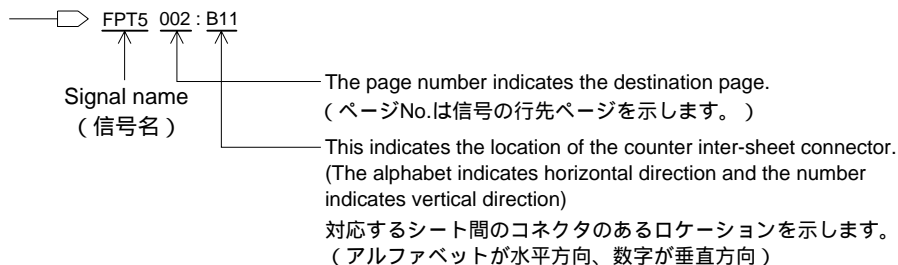 FPT5 002 : B11
Signal name
（信号名）
The page number indicates the destination page.
（ページNo.は信号の行先ページを示します。）
This indicates the location of the counter inter-sheet connector.
(The alphabet indicates horizontal direction and the number
indicates vertical direction)
対応するシート間のコネクタのあるロケーションを示します。
（アルファベットが水平方向、数字が垂直方向）